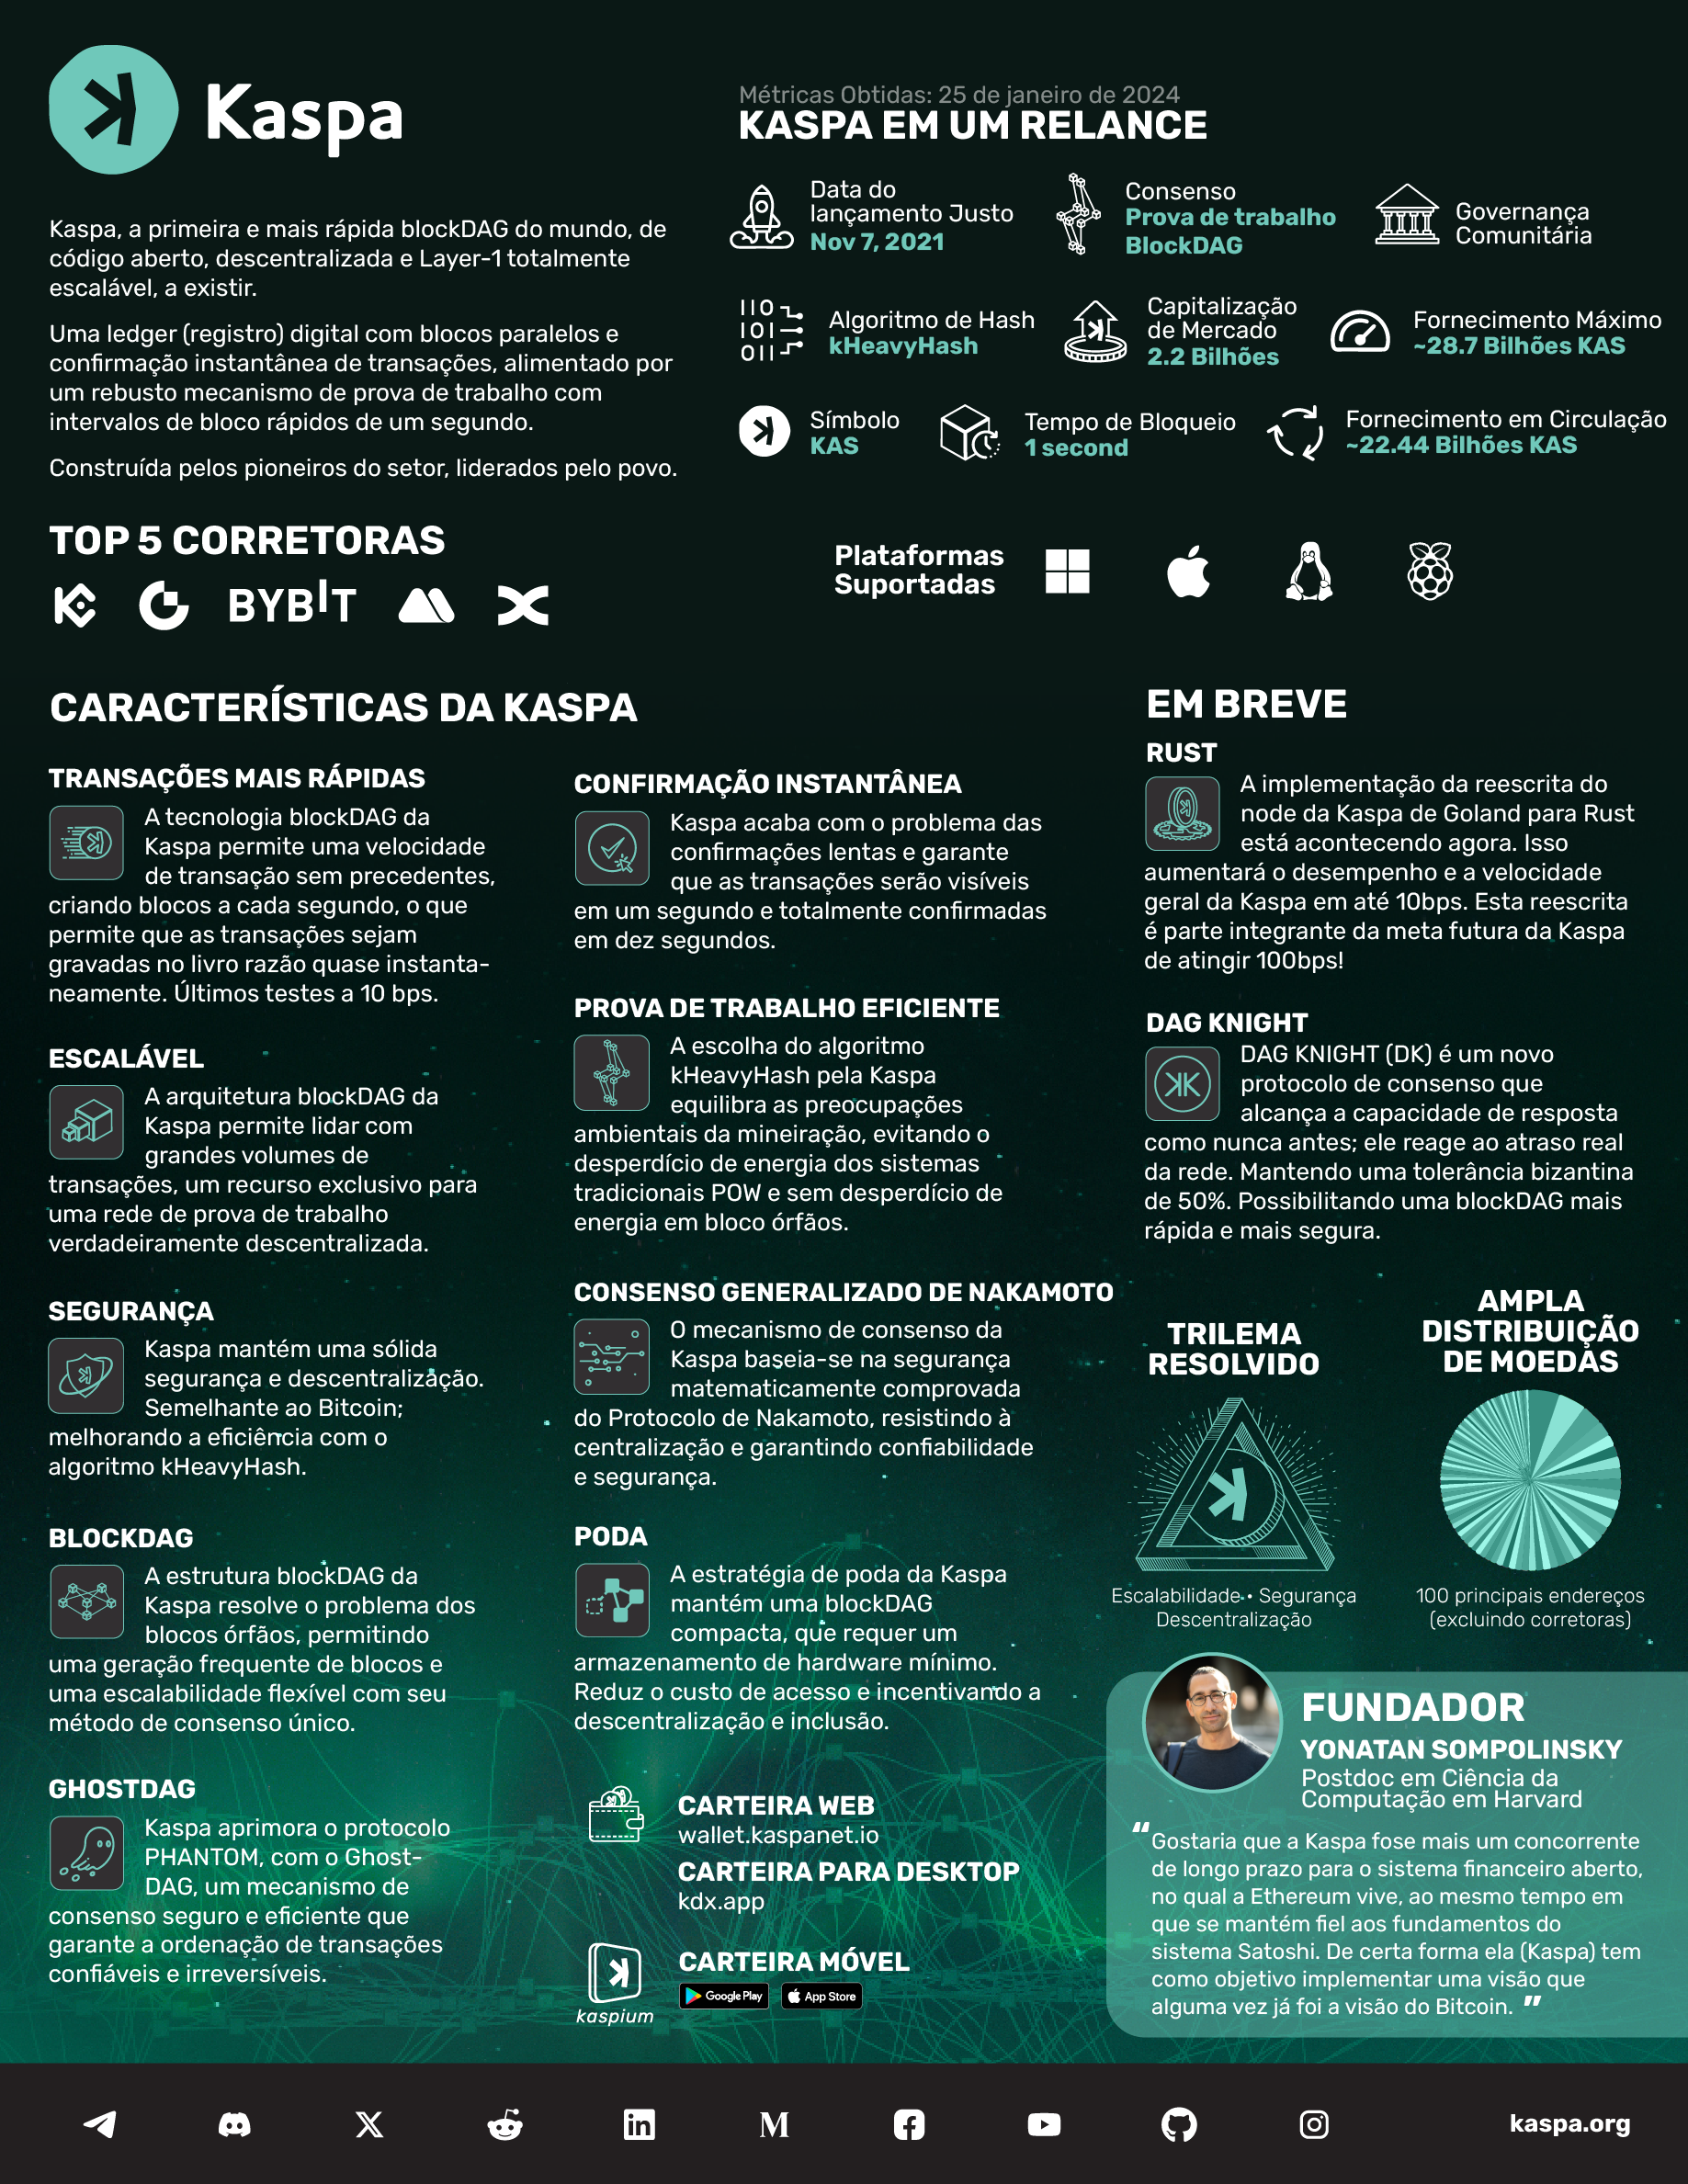 Kaspa
Kaspa, a primeira e mais rápida blockDAG do mundo, de
código aberto, descentralizada e Layer-1 totalmente
escalável, a existir.
Uma ledger (registro) digital com blocos paralelos e
confirmação instantânea de transações, alimentado por
um rebusto mecanismo de prova de trabalho com
intervalos de bloco rápidos de um segundo.
Construída pelos pioneiros do setor, liderados pelo povo.
Métricas Obtidas: 25 de janeiro de 2024
KASPA EM UM RELANCE
Data do
lançamento Justo
Nov 7, 2021
Consenso
Prova de trabalho
BlockDAG
Governança
Comunitária
110
101
011
Algoritmo de Hash
kHeavyHash
Capitalização
de Mercado
2.2 Bilhões
Fornecimento Máximo
~28.7 Bilhões KAS
Símbolo
KAS
Tempo de Bloqueio
1 second
Fornecimento em Circulação
~22.44 Bilhões KAS
TOP 5 CORRETORAS
BYBIT
Plataformas
Suportadas
CARACTERÍSTICAS DA KASPA
TRANSAÇÕES MAIS RÁPIDAS
A tecnologia blockDAG da
Kaspa permite uma velocidade
de transação sem precedentes,
criando blocos a cada segundo, o que
permite que as transações sejam
gravadas no livro razão quase instanta-
neamente. Últimos testes a 10 bps.
ESCALÁVEL
A arquitetura blockDAG da
Kaspa permite lidar com
grandes volumes de
transações, um recurso exclusivo para
uma rede de prova de trabalho
verdadeiramente descentralizada.
SEGURANÇA
Kaspa mantém uma sólida
segurança e descentralização.
Semelhante ao Bitcoin;
melhorando a eficiência com o
algoritmo kHeavyHash.
BLOCKDAG
A estrutura blockDAG da
Kaspa resolve o problema dos
blocos órfãos, permitindo
uma geração frequente de blocos e
uma escalabilidade flexível com seu
método de consenso único.
GHOSTDAG
Kaspa aprimora o protocolo
PHANTOM, com o Ghost-
DAG, um mecanismo de
consenso seguro e eficiente que
garante a ordenação de transações
confiáveis e irreversíveis.
CONFIRMAÇÃO INSTANTÂNEA
Kaspa acaba com o problema das
confirmações lentas e garante
que as transações serão visíveis
em um segundo e totalmente confirmadas
em dez segundos.
PROVA DE TRABALHO EFICIENTE
A escolha do algoritmo
kHeavyHash pela Kaspa
equilibra as preocupações
ambientais da mineiração, evitando o
desperdício de energia dos sistemas
tradicionais POW e sem desperdício de
energia em bloco órfãos.
CONSENSO GENERALIZADO DE NAKAMOTO
O mecanismo de consenso da
Kaspa baseia-se na segurança
matematicamente comprovada
do Protocolo de Nakamoto, resistindo à
centralização e garantindo confiabilidade
e segurança.
PODA
A estratégia de poda da Kaspa
mantém uma blockDAG
compacta, que requer um
armazenamento de hardware mínimo.
Reduz o custo de acesso e incentivando a
descentralização e inclusão.
CARTEIRA WEB
wallet.kaspanet.io
CARTEIRA PARA DESKTOP
kdx.app
kaspium
CARTEIRA MÓVEL
Google Play
App Store
EM BREVE
RUST
A implementação da reescrita do
node da Kaspa de Goland para Rust
está acontecendo agora. Isso
aumentará o desempenho e a velocidade
geral da Kaspa em até 10bps. Esta reescrita
é parte integrante da meta futura da Kaspa
de atingir 100bps!
DAG KNIGHT
DAG KNIGHT (DK) é um novo
protocolo de consenso que
alcança a capacidade de resposta
como nunca antes; ele reage ao atraso real
da rede. Mantendo uma tolerância bizantina
de 50%. Possibilitando uma blockDAG mais
rápida e mais segura.
TRILEMA
RESOLVIDO
Escalabilidade • Segurança
Descentralização
AMPLA
DISTRIBUIÇÃO
DE MOEDAS
100 principais endereços
(excluindo corretoras)
FUNDADOR
YONATAN SOMPOLINSKY
Postdoc em Ciência da
Computação em Harvard
“Gostaria que a Kaspa fose mais um concorrente
de longo prazo para o sistema financeiro aberto,
no qual a Ethereum vive, ao mesmo tempo em
que se mantém fiel aos fundamentos do
sistema Satoshi. De certa forma ela (Kaspa) tem
como objetivo implementar uma visão que
alguma vez já foi a visão do Bitcoin. ”
kaspa.org